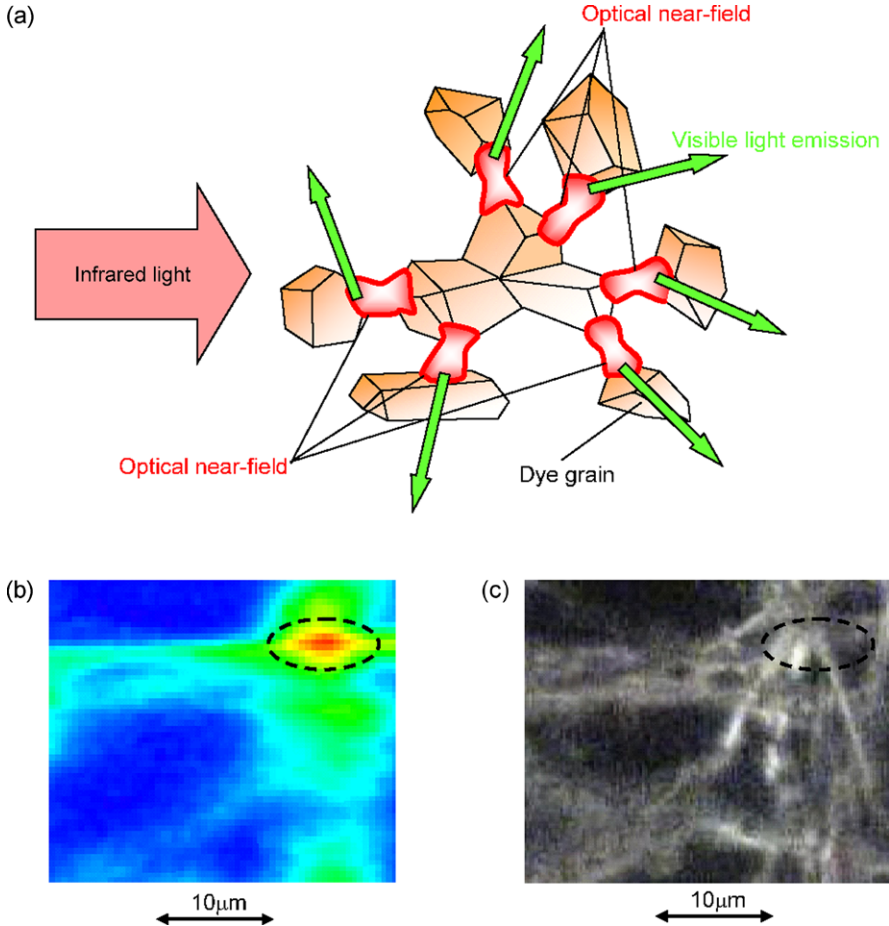 (a)
Optical near-field
Visible light emission
Infrared light
Optical near-field
Dye grain
(b)
(c)
10μm
10μm